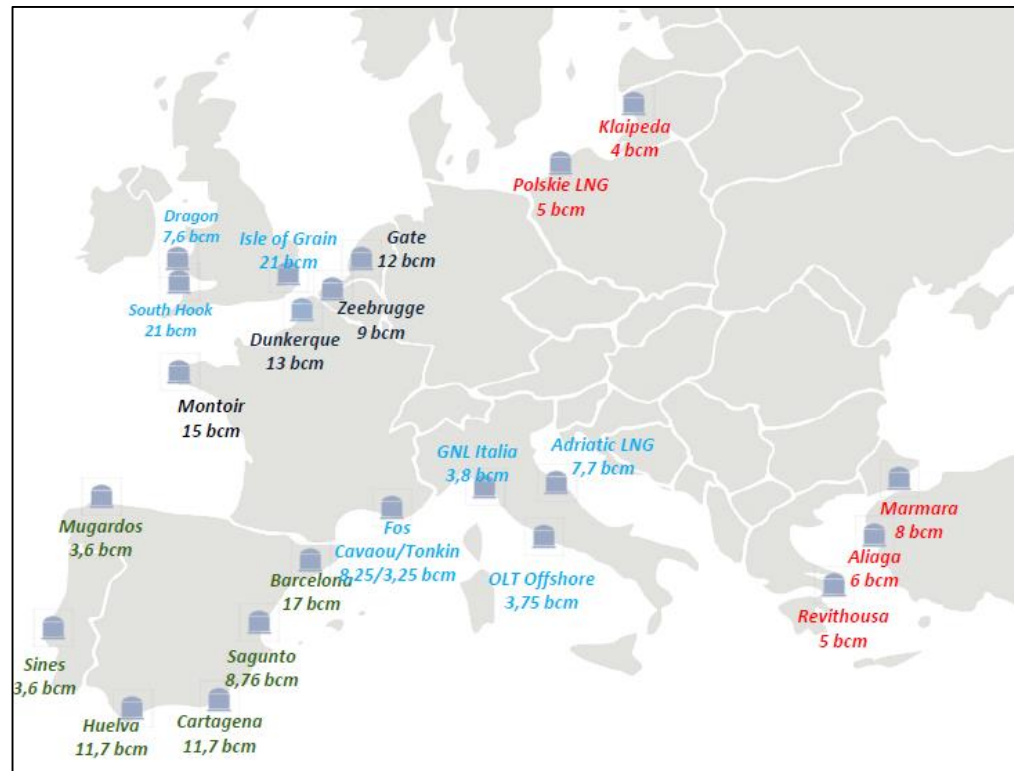 Klaipeda
4 bcm
Polskie LNG
5 bcm
Dragon
7,6 bcm
Isle of Grain
21 bcm
Gate
12 bcm
South Hook
21 bcm
Zeebrugge
9 bcm
Dunkerque
13 bcm
Montoir
15 bcm
GNL Italia
3,8 bcm
Adriatic LNG
7,7 bcm
Marmara
8 bcm
Mugardos
3,6 bcm
Fos
Cavaou/Tonkin
8,25/3,25 bcm
Aliaga
6 bcm
Barcelona
17 bcm
OLT Offshore
3,75 bcm
Revithousa
5 bcm
Sagunto
8,76 bcm
Sines
3,6 bcm
Huelva
11,7 bcm
Cartagena
11,7 bcm